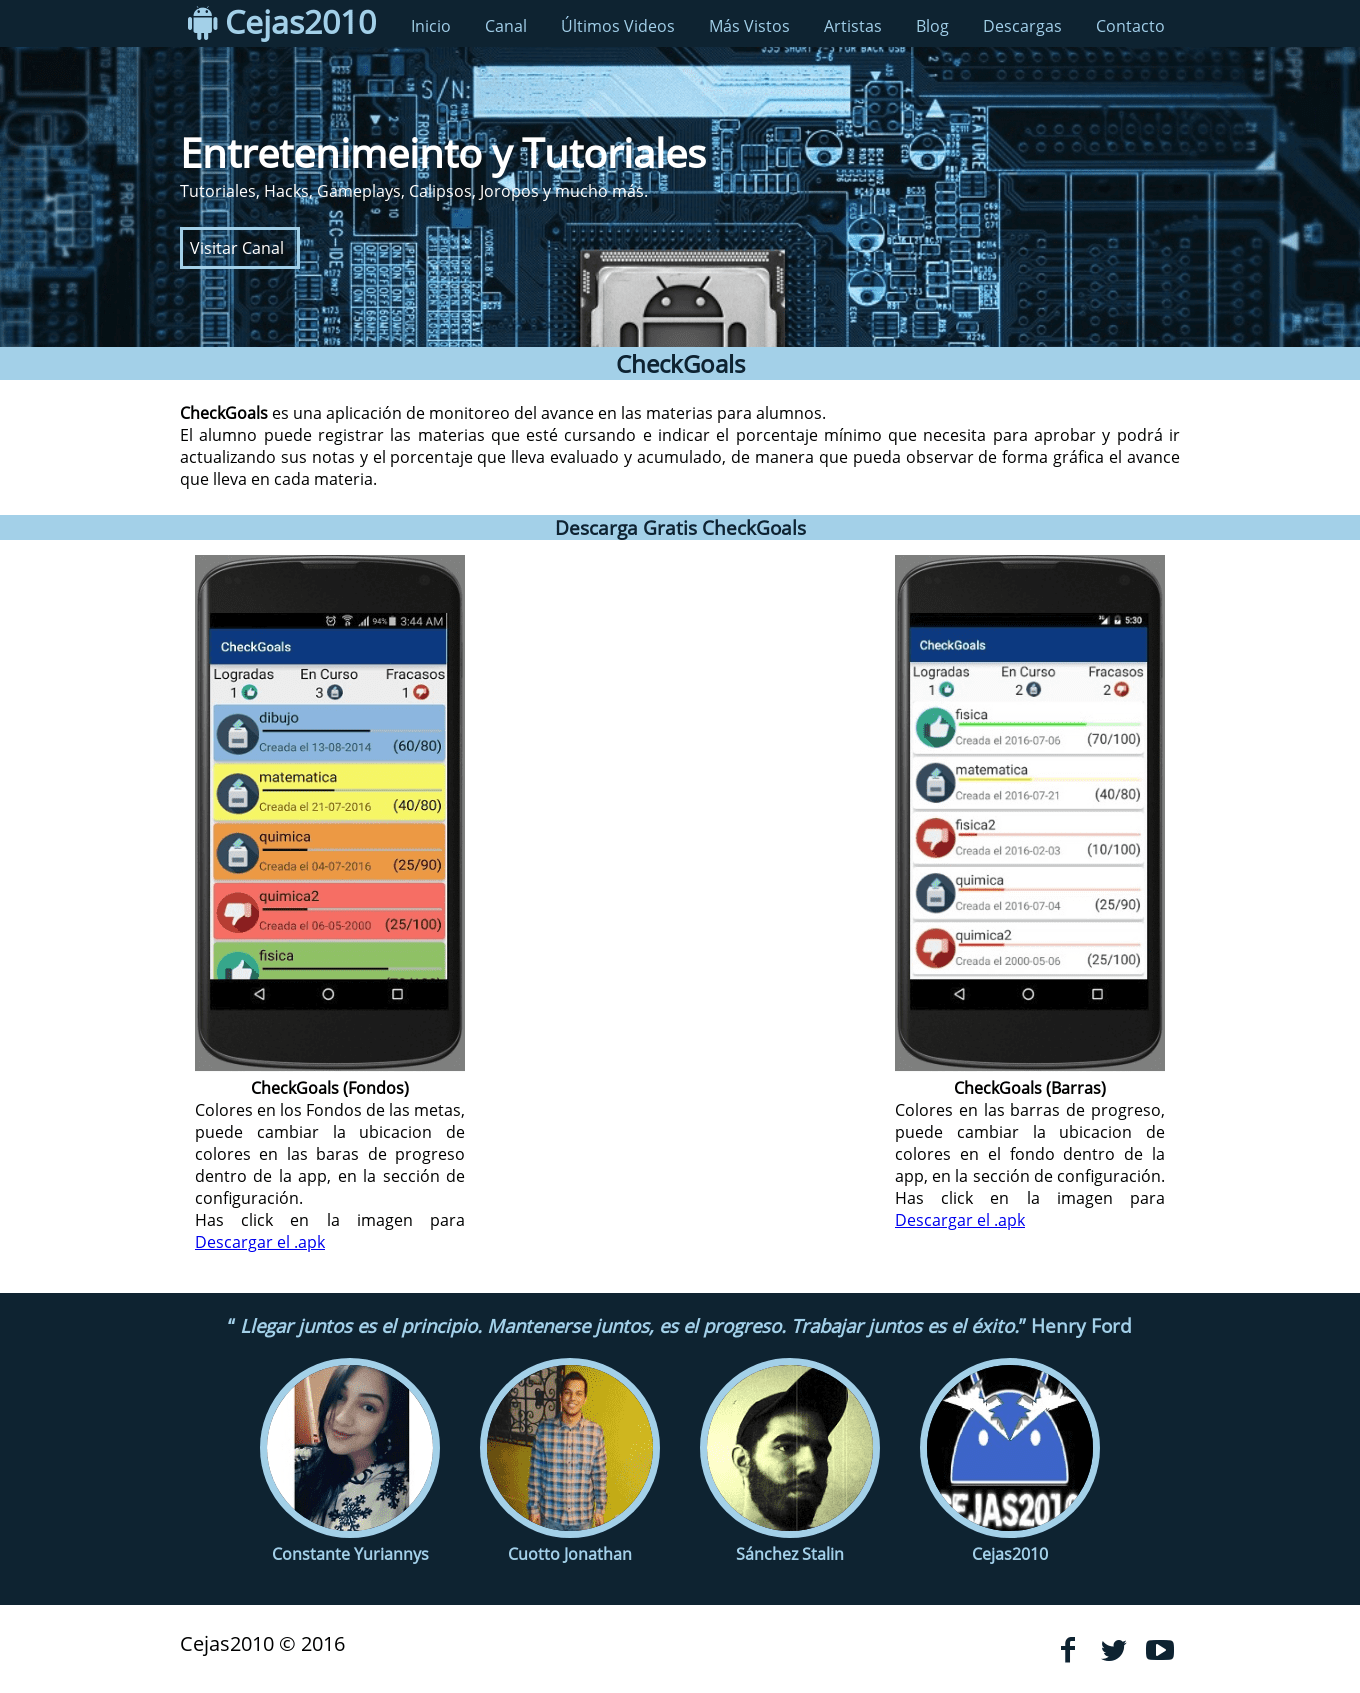 Cejas2010 Inicio Canal Últimos Videos Más Vistos Artistas Blog Descargas Contacto
S/N:
Entretenimeinto y Tutoriales
Tutoriales, Hacks, Gameplays, Calipsos, Joropos y mucho más.
Visitar Canal
CheckGoals
CheckGoals es una aplicación de monitoreo del avance en las materias para alumnos.
El alumno puede registrar las materias que esté cursando e indicar el porcentaje mínimo que necesita para aprobar y podrá ir
actualizando sus notas y el porcentaje que lleva evaluado y acumulado, de manera que pueda observar de forma gráfica el avance
que lleva en cada materia.
Descarga Gratis CheckGoals
94% 3:44 AM
CheckGoals
Logradas En Curso Fracasos
1 3 1
dibujo
Creada el 13-08-2014 (60/80)
matematica
Creada el 21-07-2016 (40/80)
quimica
Creada el 04-07-2016 (25/90)
quimica2
Creada el 06-05-2000 (25/100)
fisica
CheckGoals (Fondos)
Colores en los Fondos de las metas,
puede cambiar la ubicacion de
colores en las baras de progreso
dentro de la app, en la sección de
configuración.
Has click en la imagen para
Descargar el .apk
5:30
CheckGoals
Logradas En Curso Fracasos
1 2 2
fisica
Creada el 2016-07-06 (70/100)
matematica
Creada el 2016-07-21 (40/80)
fisica2
Creada el 2016-02-03 (10/100)
quimica
Creada el 2016-07-04 (25/90)
quimica2
Creada el 2000-05-06 (25/100)
CheckGoals (Barras)
Colores en las barras de progreso,
puede cambiar la ubicacion de
colores en el fondo dentro de la
app, en la sección de configuración.
Has click en la imagen para
Descargar el .apk
“ Llegar juntos es el principio. Mantenerse juntos, es el progreso. Trabajar juntos es el éxito.” Henry Ford
CEJAS2010
Constante Yuriannys
Cuotto Jonathan
Sánchez Stalin
Cejas2010
Cejas2010 © 2016